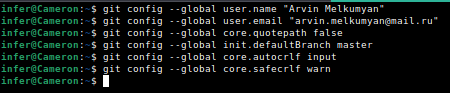 infer@Cameron:~$ git config --global user.name "Arvin Melkumyan"
infer@Cameron:~$ git config --global user.email "arvin.melkumyan@mail.ru"
infer@Cameron:~$ git config --global core.quotepath false
infer@Cameron:~$ git config --global init.defaultBranch master
infer@Cameron:~$ git config --global core.autocrlf input
infer@Cameron:~$ git config --global core.safecrlf warn
infer@Cameron:~$